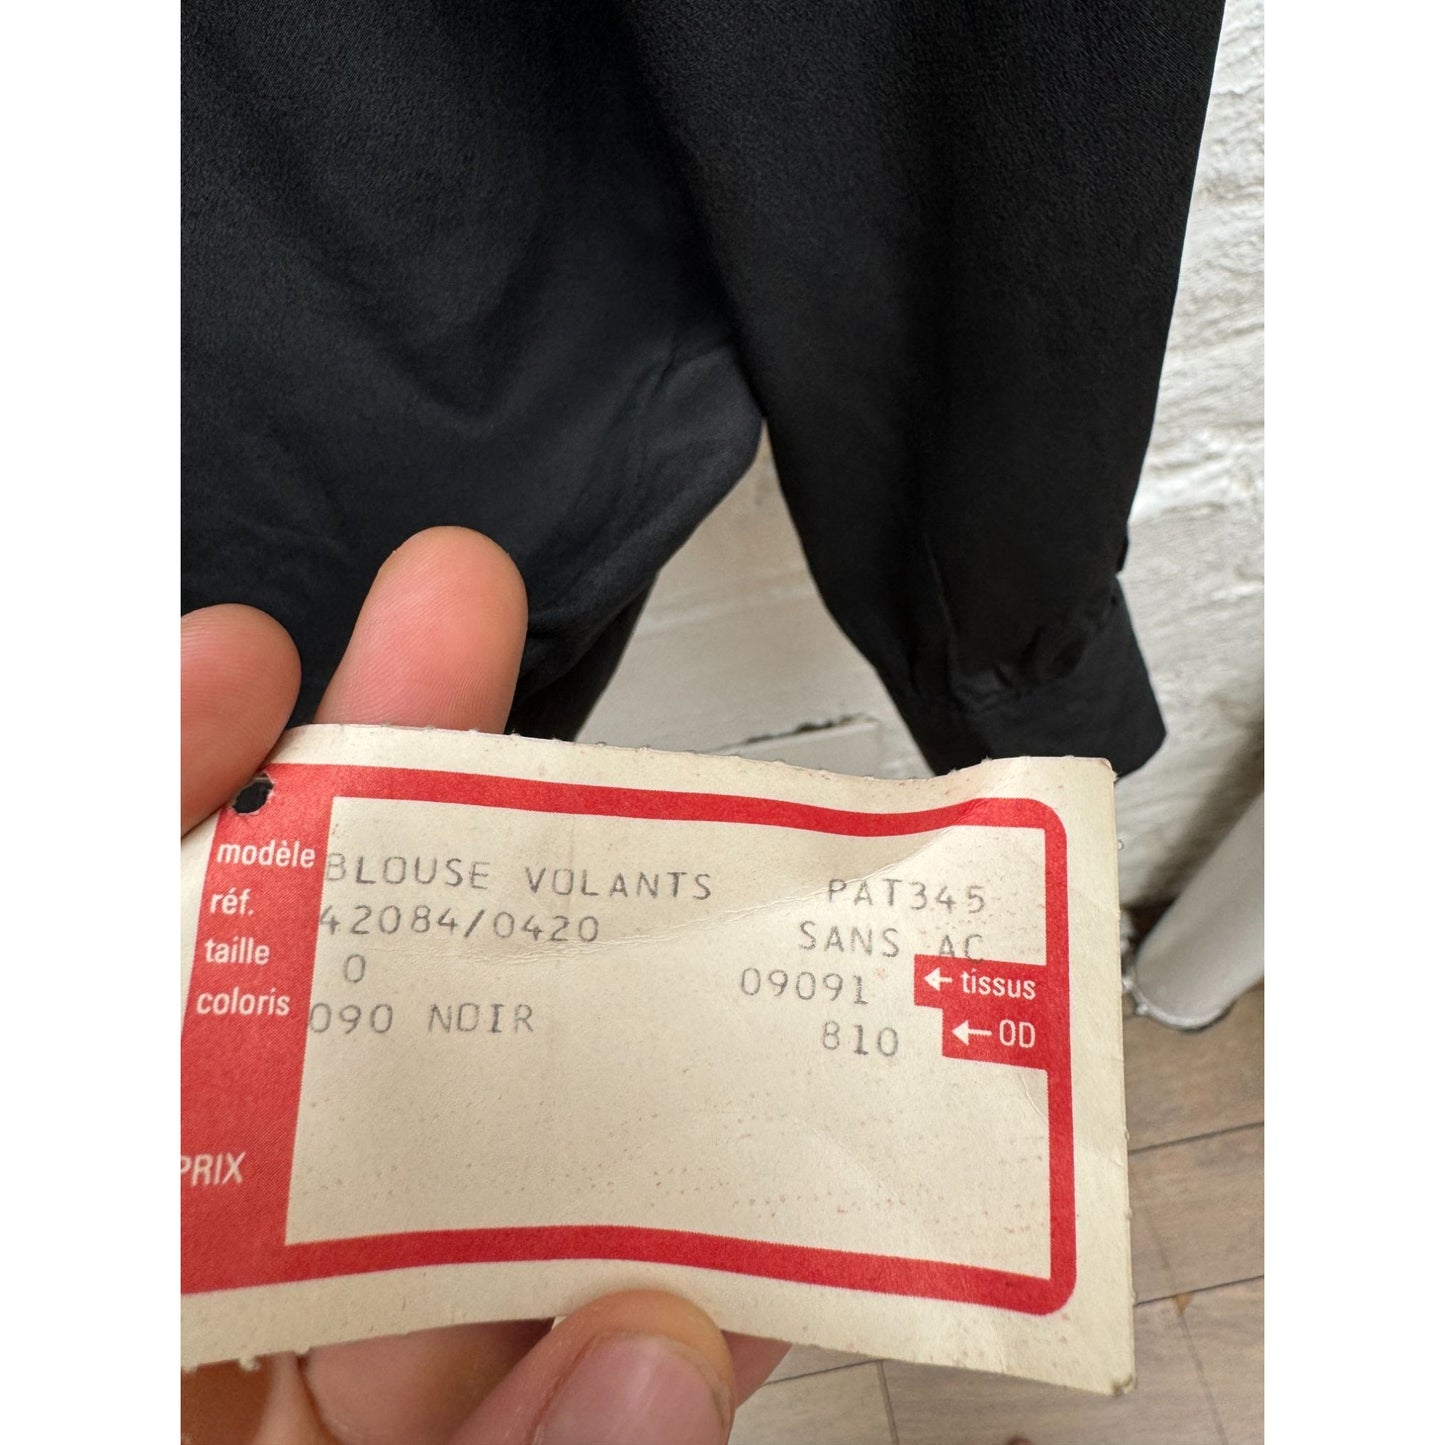 modèle BLOUSE VOLANTS PAT345
réf. 42084/0420 SANS AC
taille 0 09091 ← tissus
coloris 090 NOIR 810 ← OD
PRIX